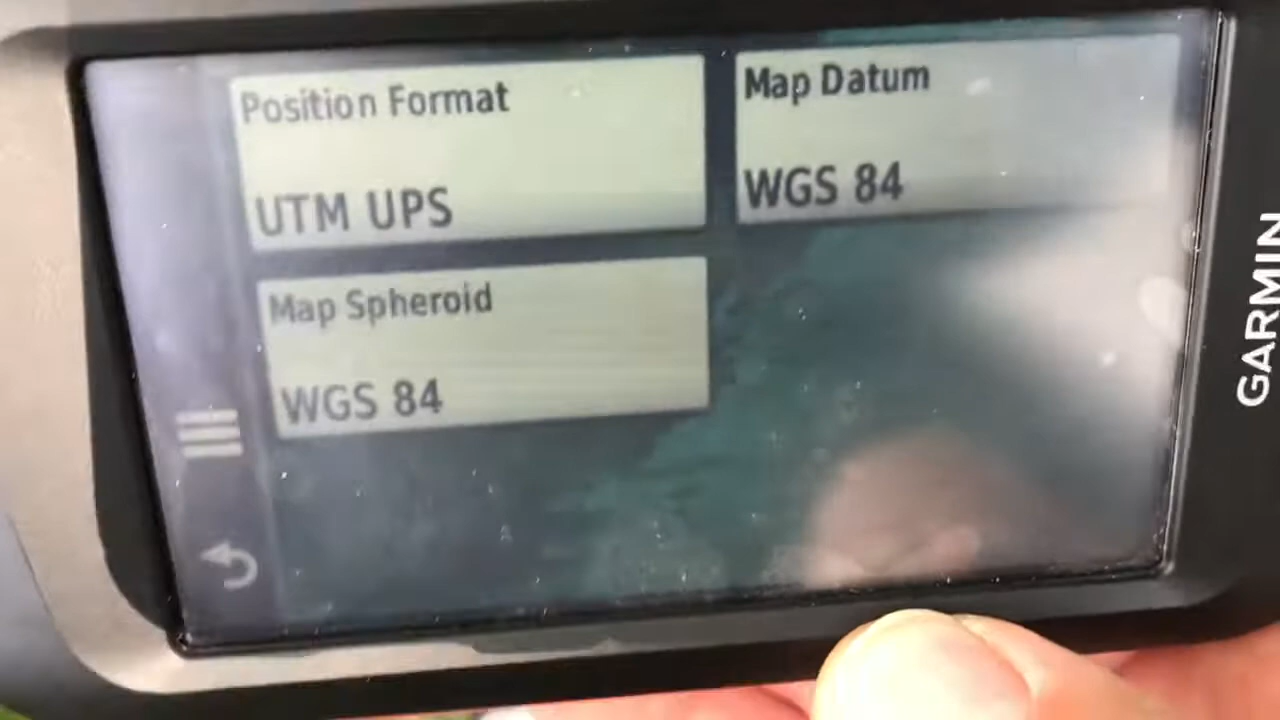 Position Format
UTM UPS
Map Datum
WGS 84
Map Spheroid
WGS 84
GARMIN